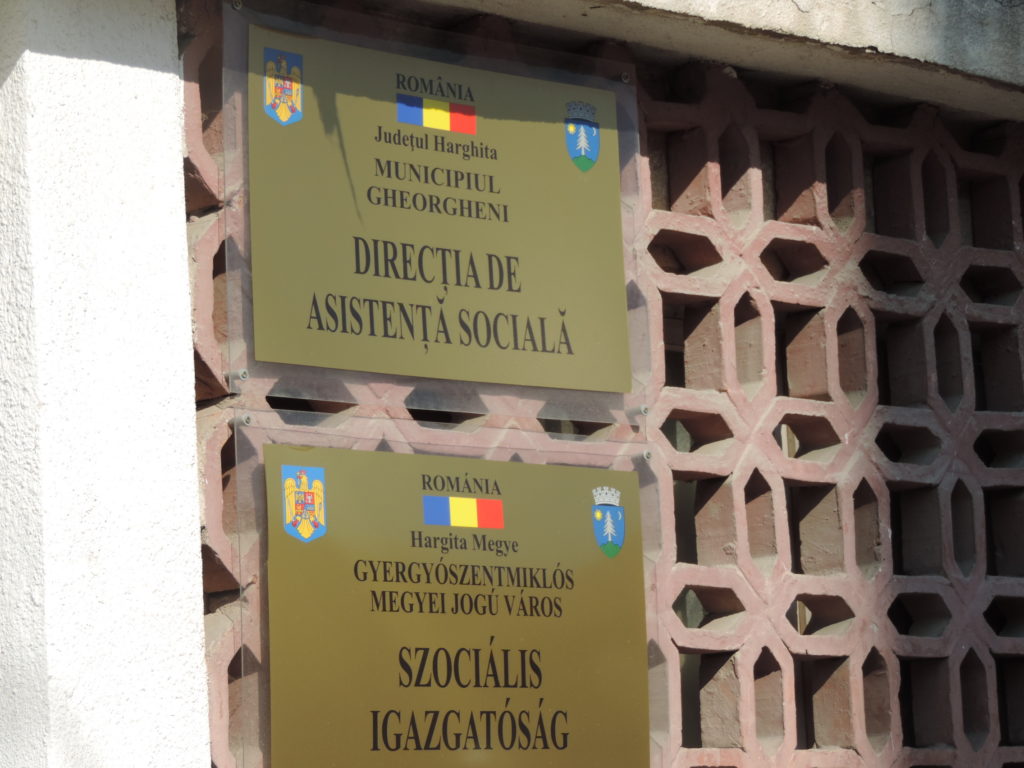 ROMÂNIA
Județul Harghita
MUNICIPIUL
GHEORGHENI
DIRECȚIA DE
ASISTENȚĂ SOCIALĂ
ROMÁNIA
Hargita Megye
GYERGYÓSZENTMIKLÓS
MEGYEI JOGÚ VÁROS
SZOCIÁLIS
IGAZGATÓSÁG